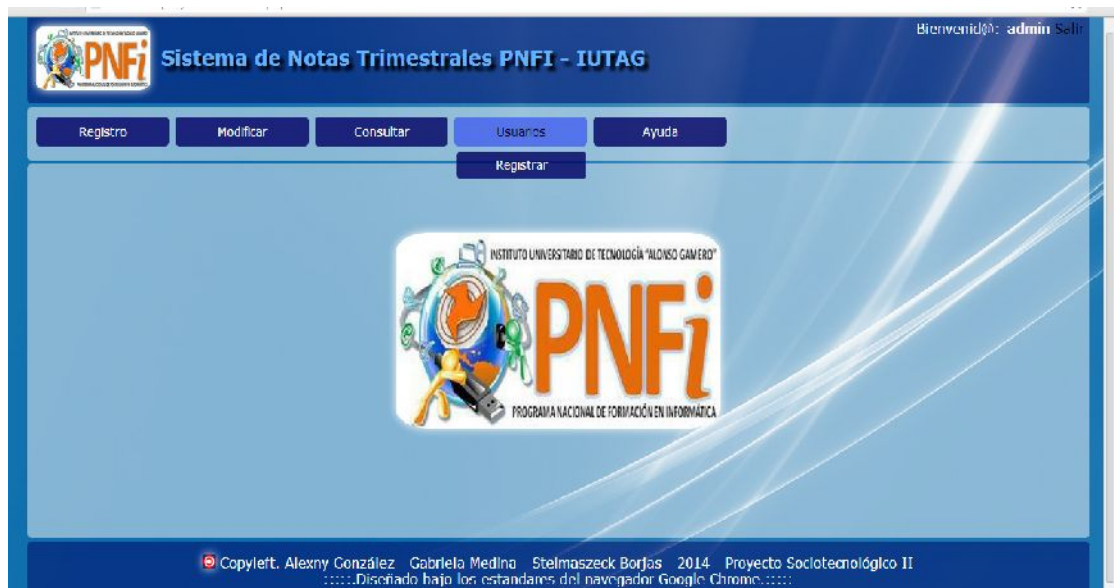 Bienvenid@: admin Salir
PNFi
Sistema de Notas Trimestrales PNFI - IUTAG
Registro Modificar Consultar Usuarios Ayuda
Registrar
INSTITUTO UNIVERSITARIO DE TECNOLOGÍA "ALONSO GAMERO"
PNFi
PROGRAMA NACIONAL DE FORMACIÓN EN INFORMÁTICA
Copyleft. Alexny González Gabriela Medina Stelmaszeck Borjas 2014 Proyecto Sociotecnológico II
:::::.Diseñado bajo los estandares del navegador Google Chrome.:::::